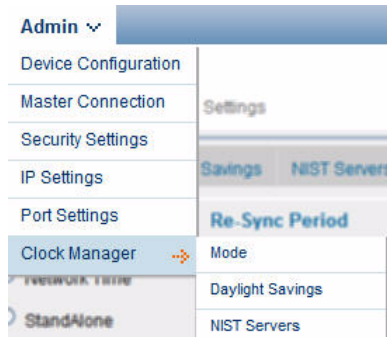 Admin
Device Configuration
Master Connection
Settings
Security Settings
IP Settings
Savings NIST Servers
Port Settings
Re-Sync Period
Clock Manager
Mode
Network Time
Daylight Savings
StandAlone
NIST Servers